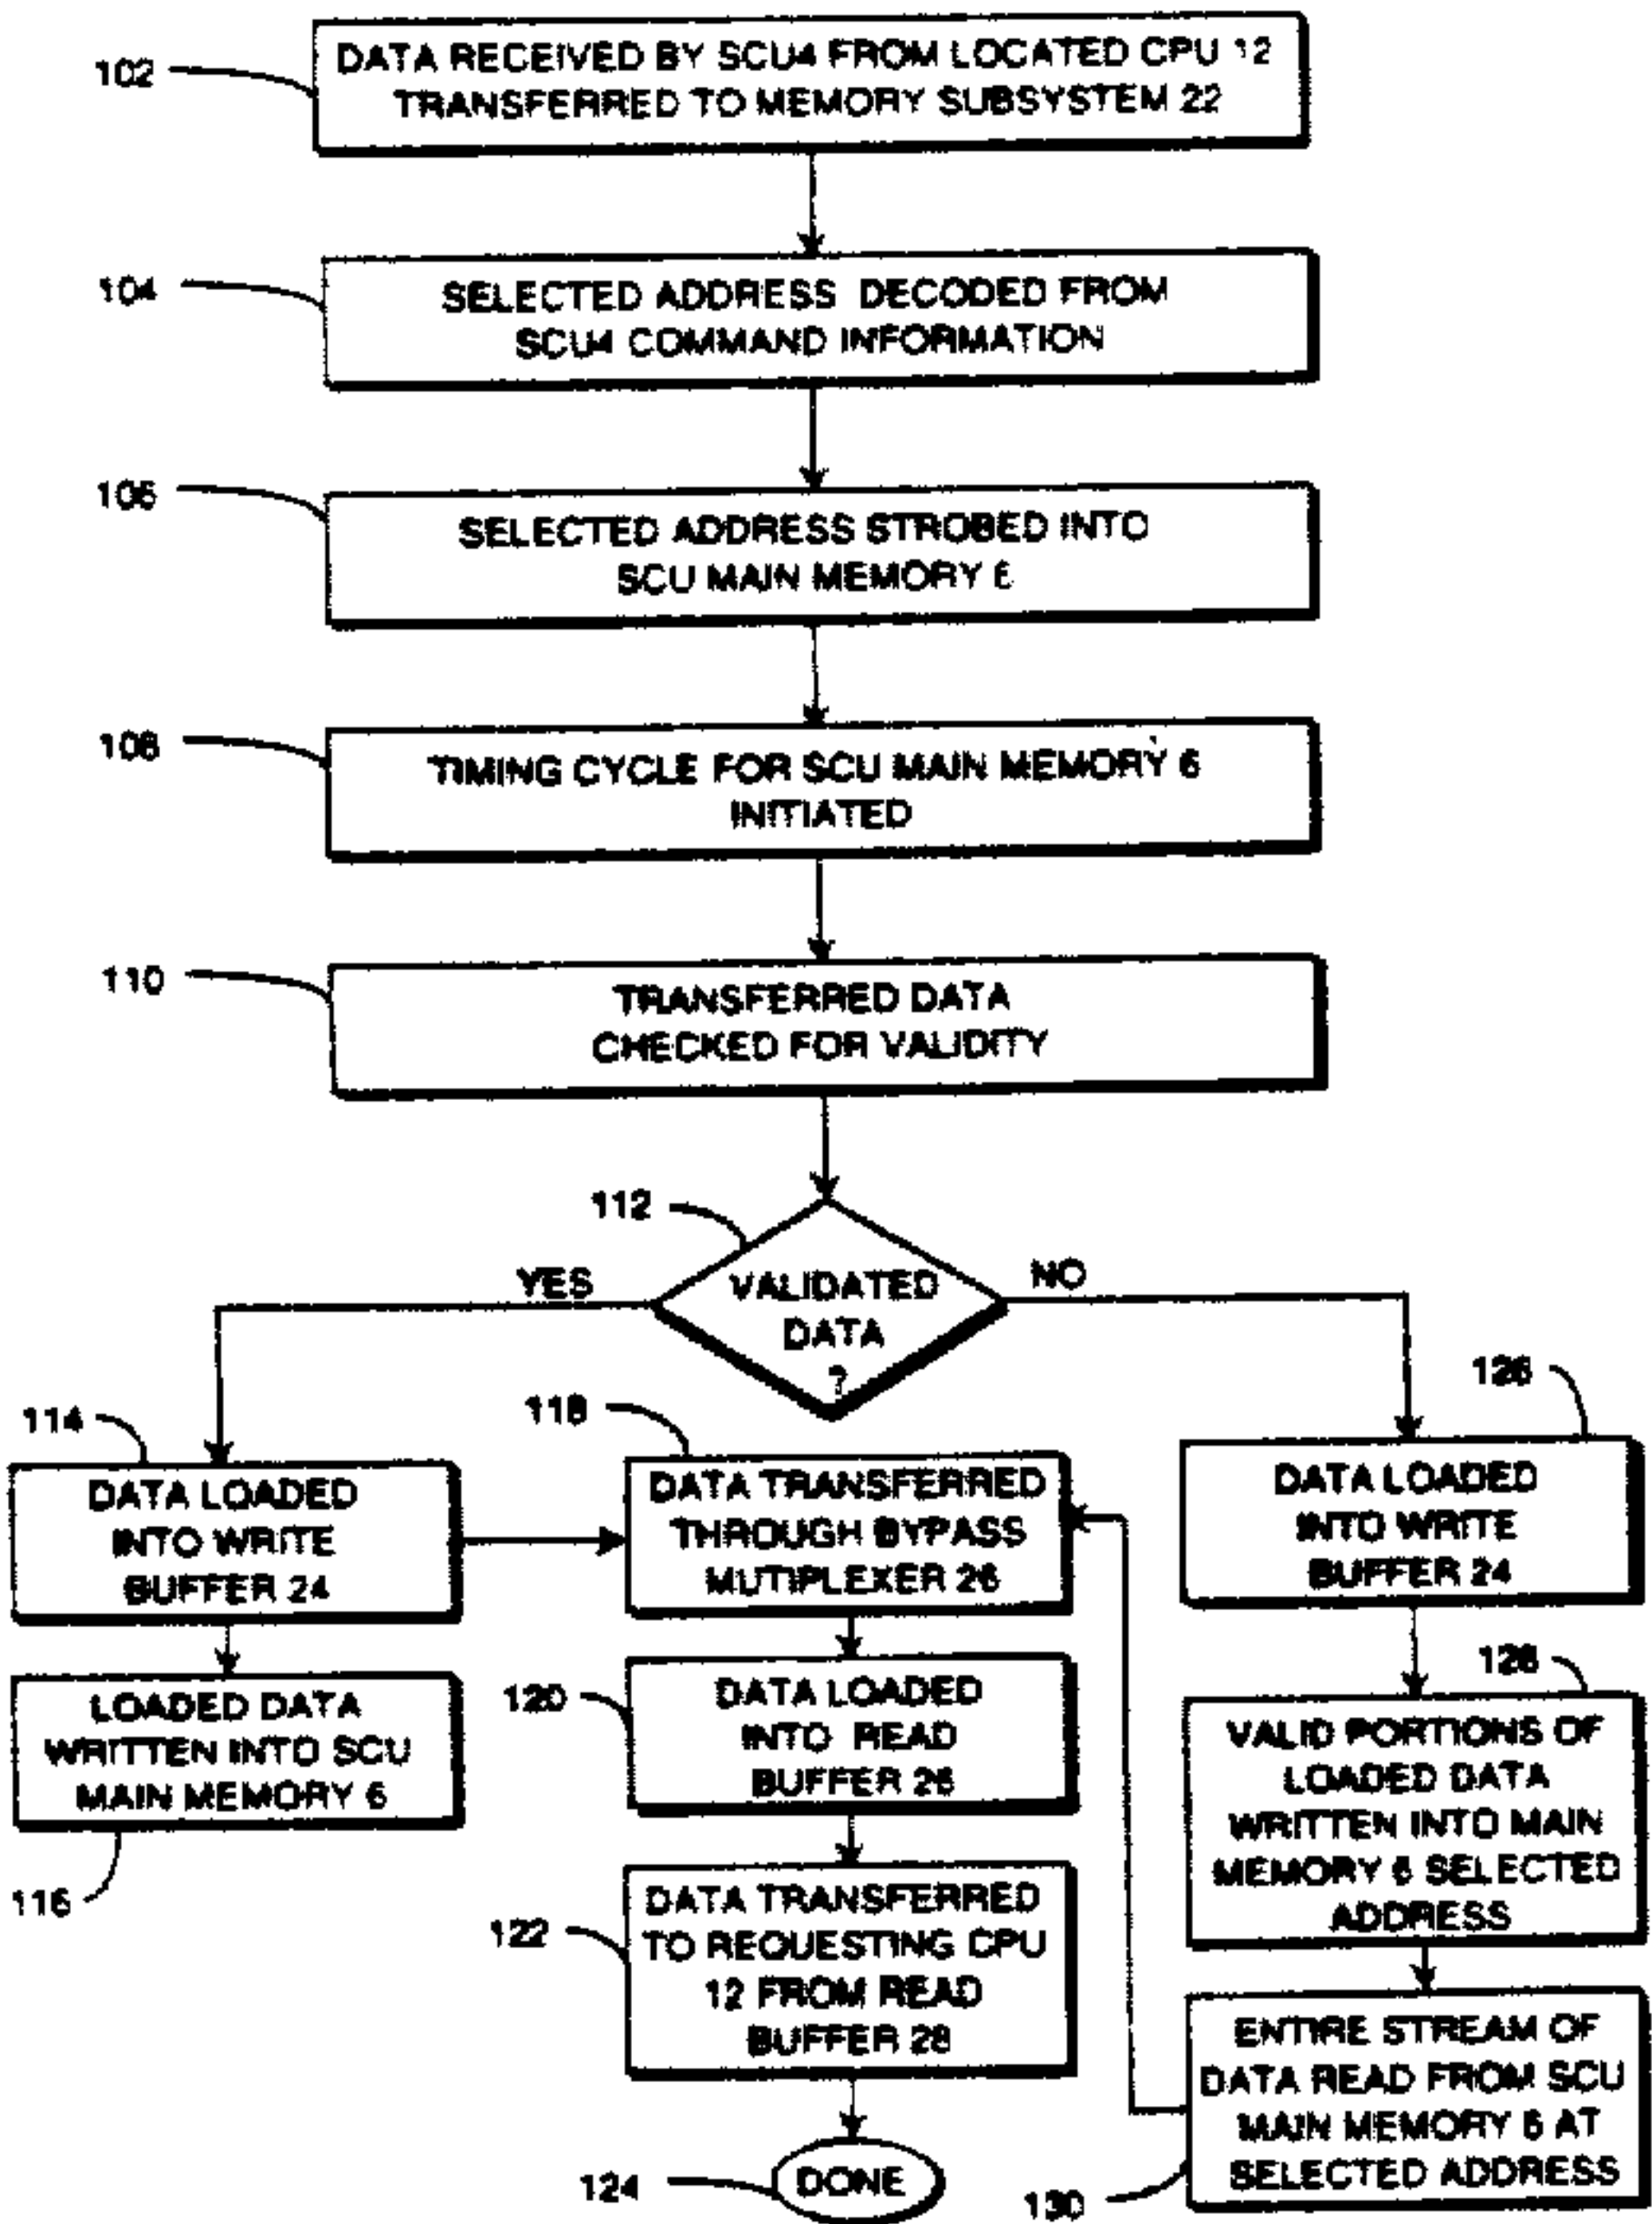 102
DATA RECEIVED BY SCU4 FROM LOCATED CPU 12
TRANSFERRED TO MEMORY SUBSYSTEM 22
104
SELECTED ADDRESS DECODED FROM
SCU4 COMMAND INFORMATION
106
SELECTED ADDRESS STROBED INTO
SCU MAIN MEMORY 6
108
TIMING CYCLE FOR SCU MAIN MEMORY 6
INITIATED
110
TRANSFERRED DATA
CHECKED FOR VALIDITY
112
VALIDATED
DATA
?
YES
NO
114
DATA LOADED
INTO WRITE
BUFFER 24
LOADED DATA
WRITTEN INTO SCU
MAIN MEMORY 6
116
118
DATA TRANSFERRED
THROUGH BYPASS
MUTIPLEXER 26
120
DATA LOADED
INTO READ
BUFFER 26
122
DATA TRANSFERRED
TO REQUESTING CPU
12 FROM READ
BUFFER 28
124
DONE
126
DATA LOADED
INTO WRITE
BUFFER 24
128
VALID PORTIONS OF
LOADED DATA
WRITTEN INTO MAIN
MEMORY 6 SELECTED
ADDRESS
ENTIRE STREAM OF
DATA READ FROM SCU
MAIN MEMORY 6 AT
SELECTED ADDRESS
130